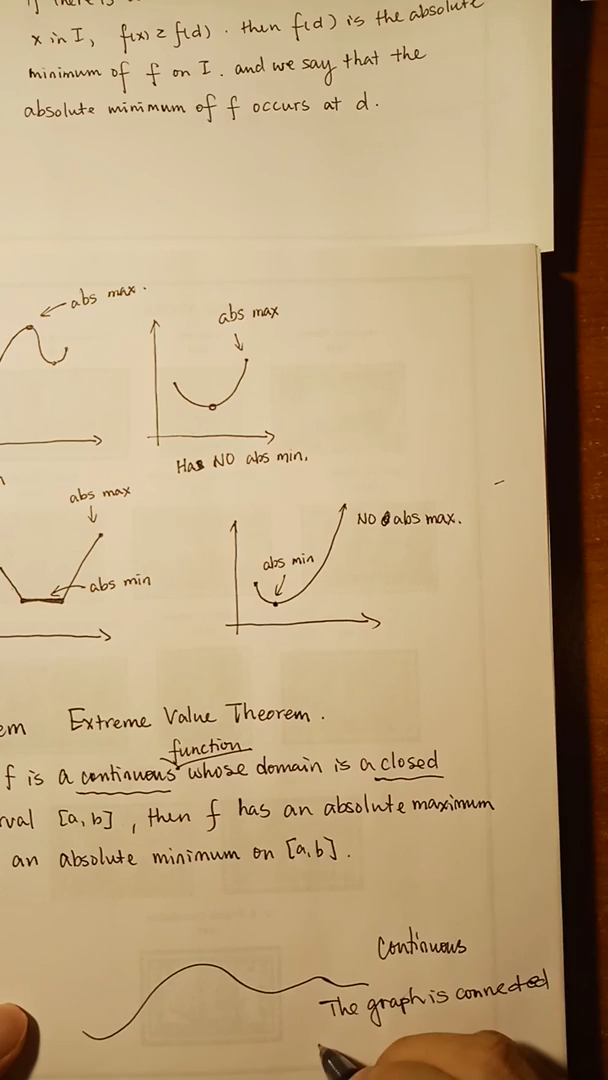 if there is
x in I, f(x) ≥ f(d). then f(d) is the absolute
minimum of f on I. and we say that the
absolute minimum of f occurs at d.
abs max.
abs max
Has NO abs min.
abs max
abs min
NO abs max.
abs min
Extreme Value Theorem.
function
f is a continuous whose domain is a closed
[a,b], then f has an absolute maximum
an absolute minimum on [a,b].
continuous
The graph is connected